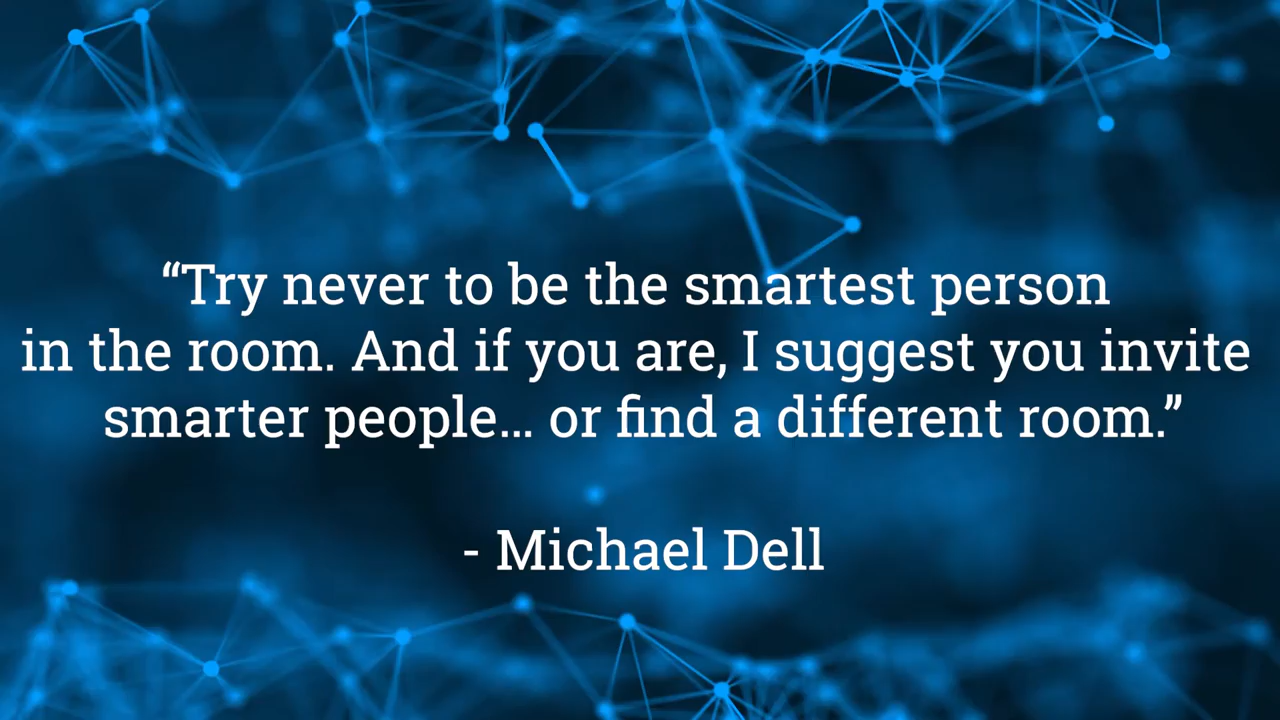 “Try never to be the smartest person
in the room. And if you are, I suggest you invite
smarter people... or find a different room.”
- Michael Dell